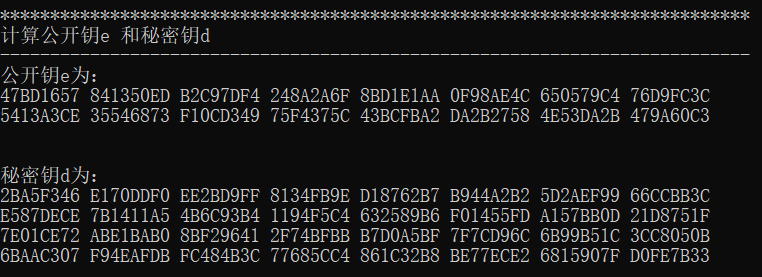 ***************************************************************************
计算公开钥e 和秘密钥d
---------------------------------------------------------------------------
公开钥e为:
47BD1657 841350ED B2C97DF4 248A2A6F 8BD1E1AA 0F98AE4C 650579C4 76D9FC3C
5413A3CE 35546873 F10CD349 75F4375C 43BCFBA2 DA2B2758 4E53DA2B 479A60C3
秘密钥d为:
2BA5F346 E170DDF0 EE2BD9FF 8134FB9E D18762B7 B944A2B2 5D2AEF99 66CCBB3C
E587DECE 7B1411A5 4B6C93B4 1194F5C4 632589B6 F01455FD A157BB0D 21D8751F
7E01CE72 ABE1BAB0 8BF29641 2F74BFBB B7D0A5BF 7F7CD96C 6B99B51C 3CC8050B
6BAAC307 F94EAFDB FC484B3C 77685CC4 861C32B8 BE77ECE2 6815907F D0FE7B33